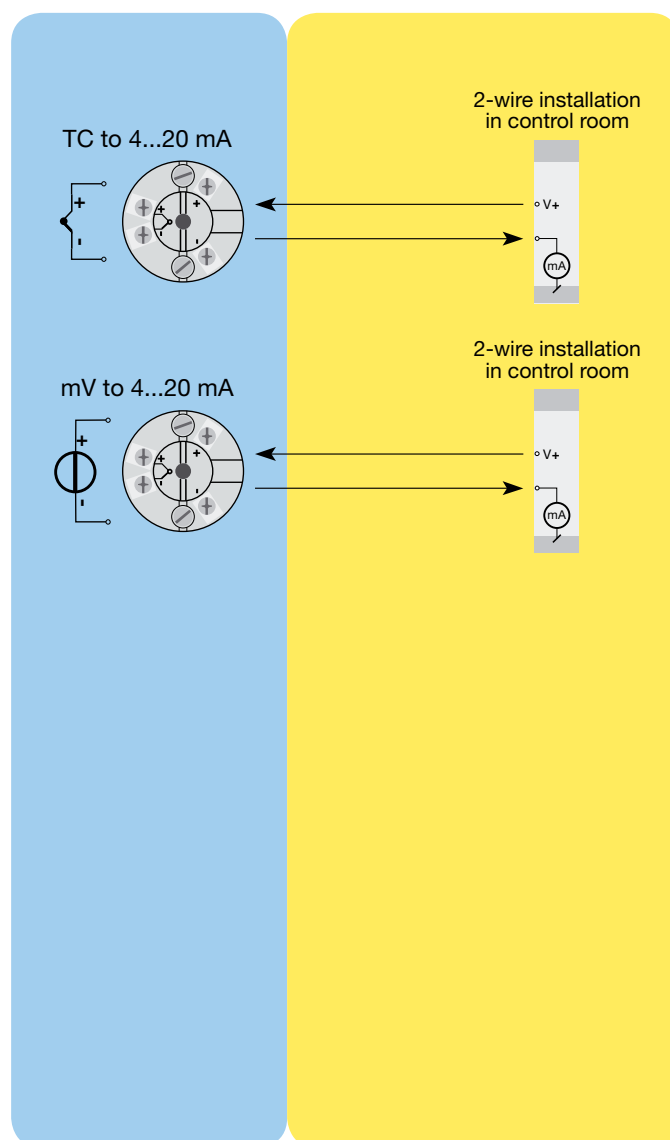 2-wire installation
in control room
TC to 4...20 mA
+
-
+
-
+
-
V+
mA
2-wire installation
in control room
mV to 4...20 mA
+
-
+
-
+
-
V+
mA